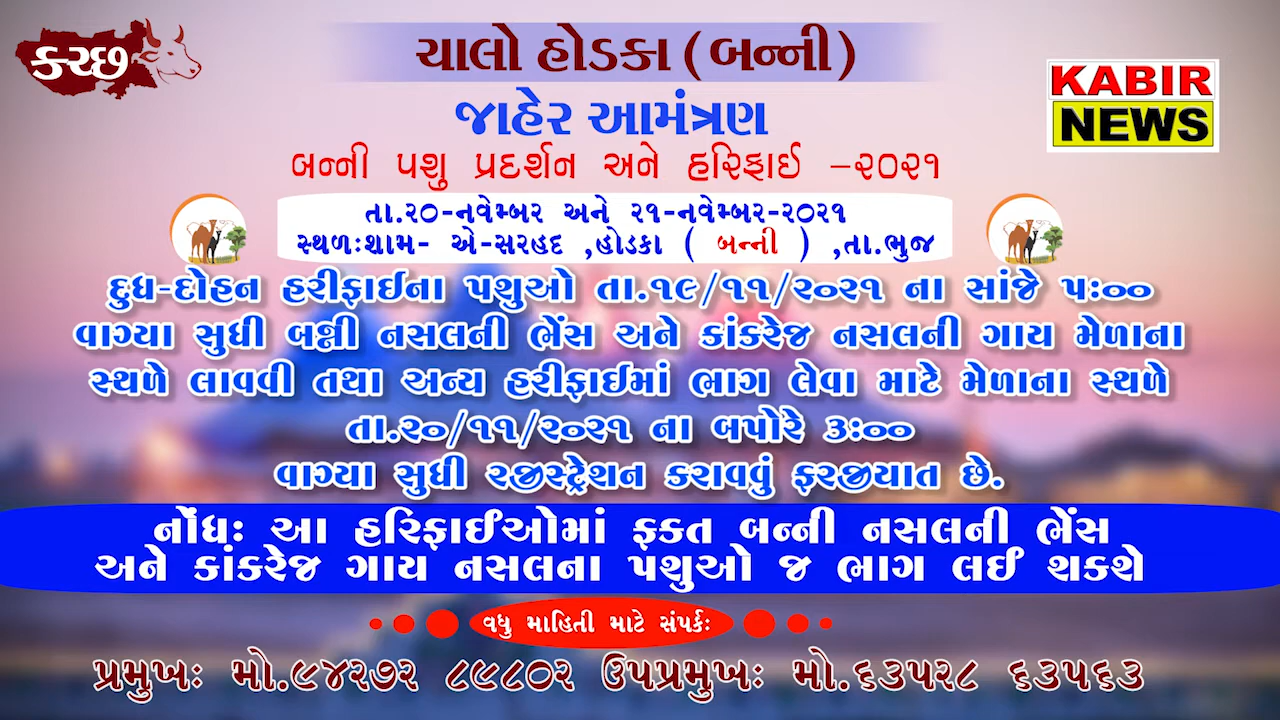 કચ્છ
ચાલો હોડકા (બન્ની)
KABIR
NEWS
જાહેર આમંત્રણ
બન્ની પશુ પ્રદર્શન અને હરિફાઈ –૨૦૨૧
તા.૨૦-નવેમ્બર અને ૨૧-નવેમ્બર-૨૦૨૧
સ્થળઃશામ- એ-સરહદ ,હોડકા ( બન્ની ) ,તા.ભુજ
દુધ-દોહન હરીફાઈના પશુઓ તા.૧૯/૧૧/૨૦૨૧ ના સાંજે ૫ઃ૦૦
વાગ્યા સુધી બન્ની નસલની ભેંસ અને કાંકરેજ નસલની ગાય મેળાના
સ્થળે લાવવી તથા અન્ય હરીફાઈમાં ભાગ લેવા માટે મેળાના સ્થળે
તા.૨૦/૧૧/૨૦૨૧ ના બપોરે ૩ઃ૦૦
વાગ્યા સુધી રજીસ્ટ્રેશન કરાવવું ફરજીયાત છે.
નોંધઃ આ હરિફાઈઓમાં ફક્ત બન્ની નસલની ભેંસ
અને કાંકરેજ ગાય નસલના પશુઓ જ ભાગ લઈ શકશે
વધુ માહિતી માટે સંપર્કઃ
પ્રમુખઃ મો.૯૪૨૭૨ ૮૯૮૦૨ ઉપપ્રમુખઃ મો.૬૩૫૨૮ ૬૩૫૬૩